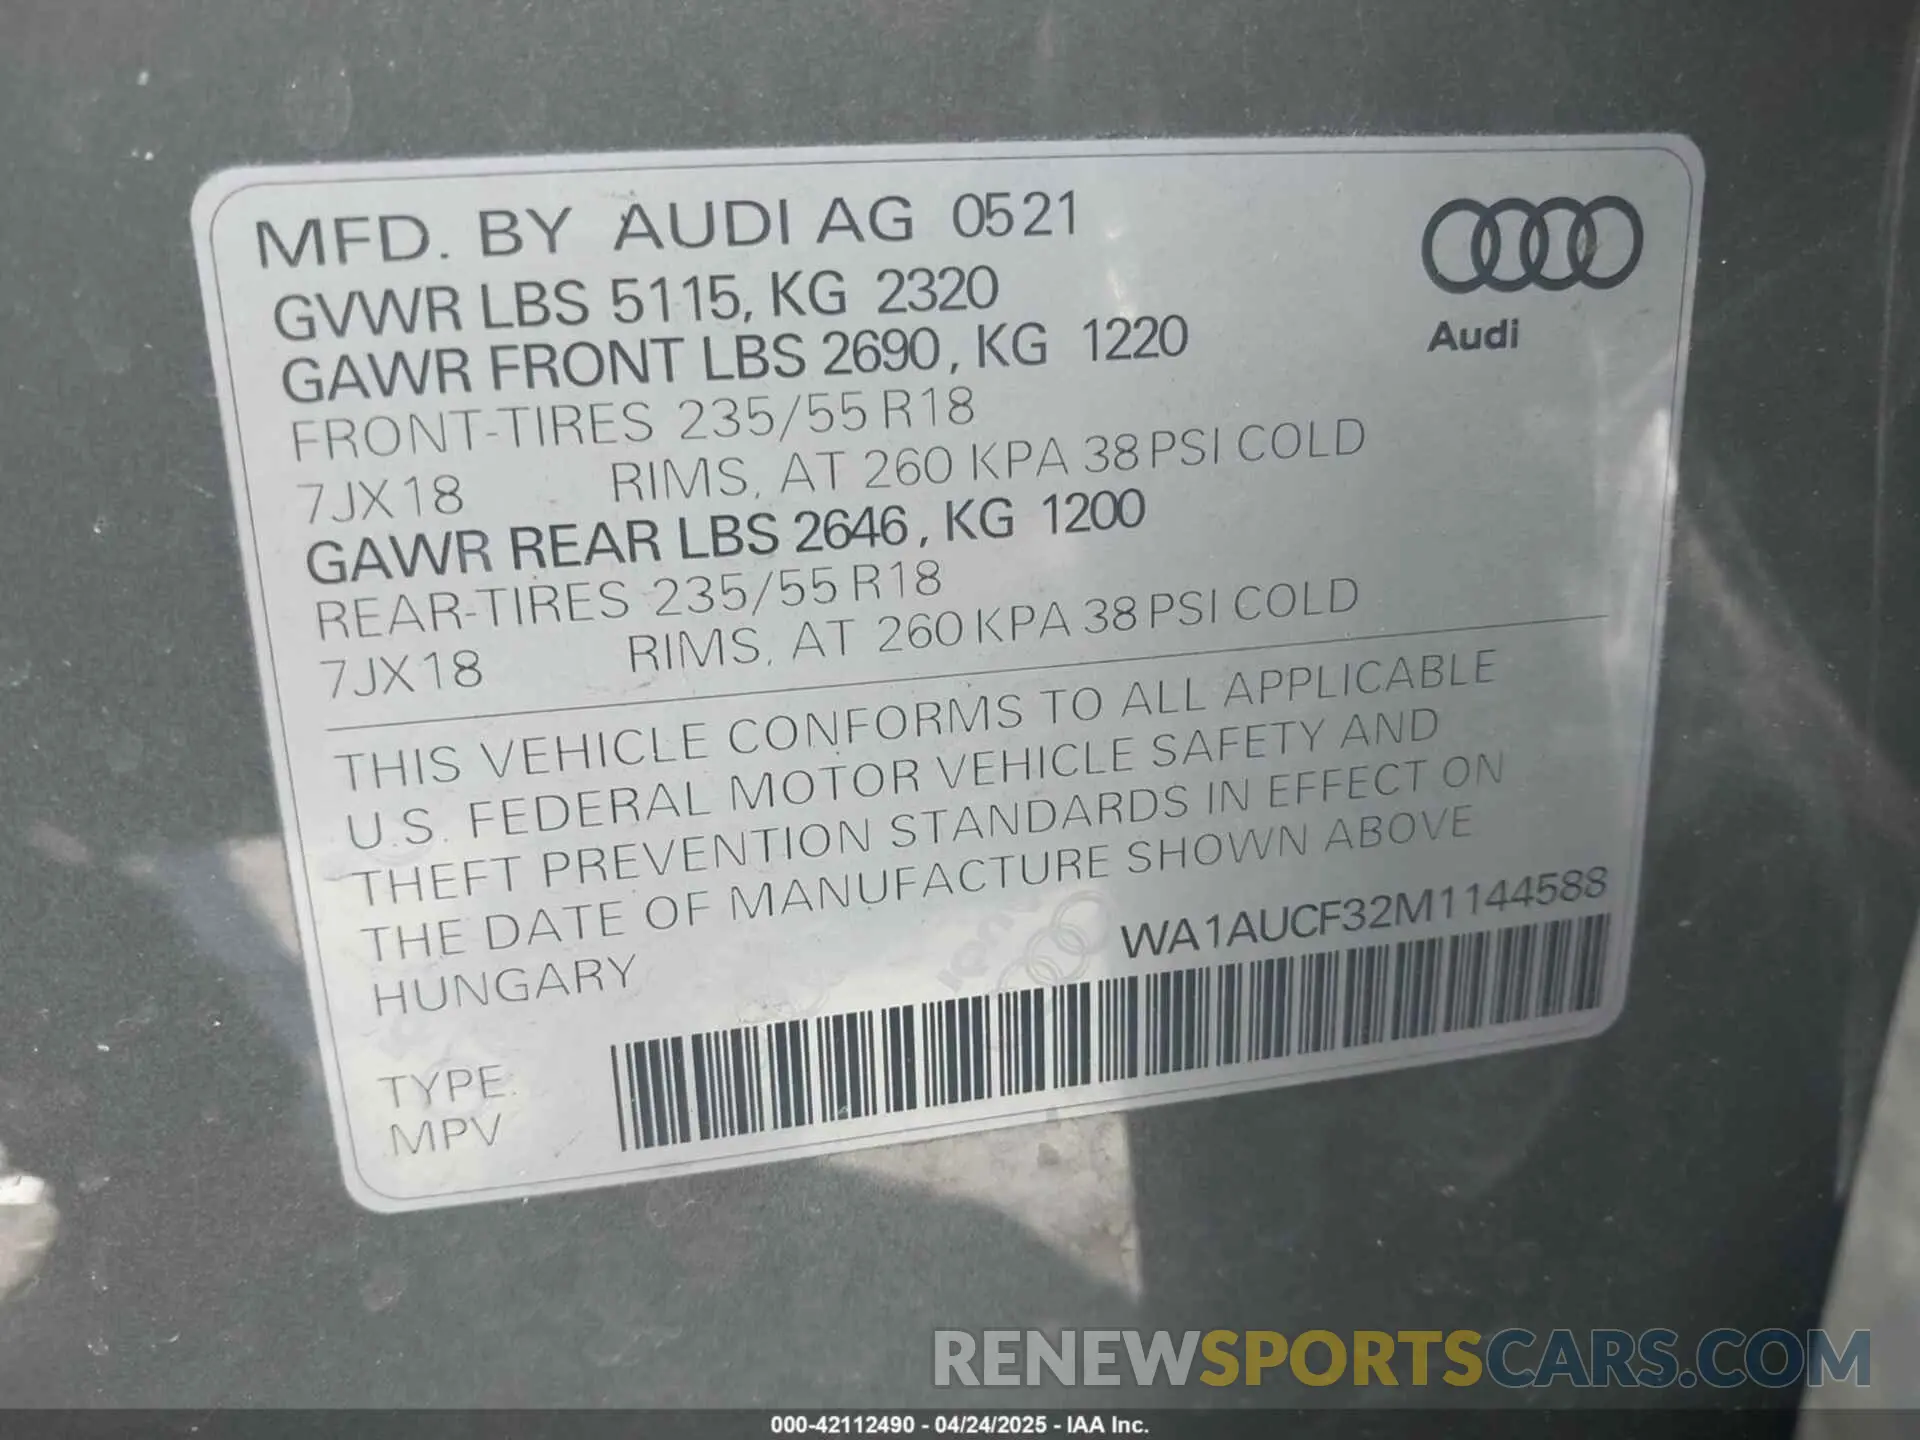 MFD. BY AUDI AG 0521
GVWR LBS 5115, KG 2320
GAWR FRONT LBS 2690, KG 1220
FRONT-TIRES 235/55 R18
7JX18 RIMS, AT 260 KPA 38 PSI COLD
GAWR REAR LBS 2646, KG 1200
REAR-TIRES 235/55 R18
7JX18 RIMS, AT 260 KPA 38 PSI COLD
Audi
THIS VEHICLE CONFORMS TO ALL APPLICABLE
U.S. FEDERAL MOTOR VEHICLE SAFETY AND
THEFT PREVENTION STANDARDS IN EFFECT ON
THE DATE OF MANUFACTURE SHOWN ABOVE
HUNGARY
WA1AUCF32M1144588
TYPE:
MPV
RENEWSPORTSCARS.COM
000-42112490 - 04/24/2025 - IAA Inc.